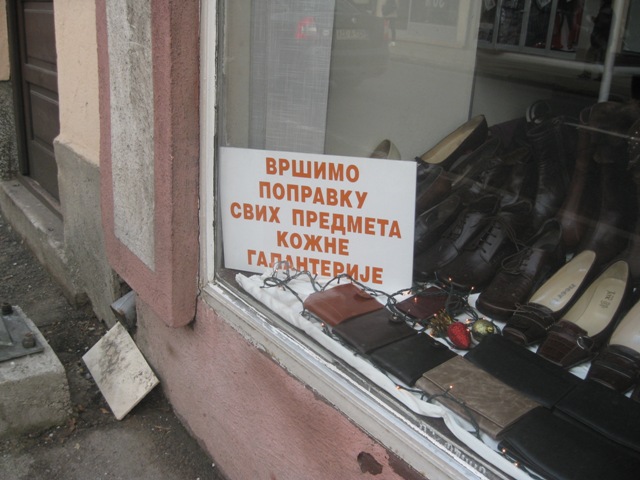 ВРШИМО
ПОПРАВКУ
СВИХ ПРЕДМЕТА
КОЖНЕ
ГАЛАНТЕРИЈЕ